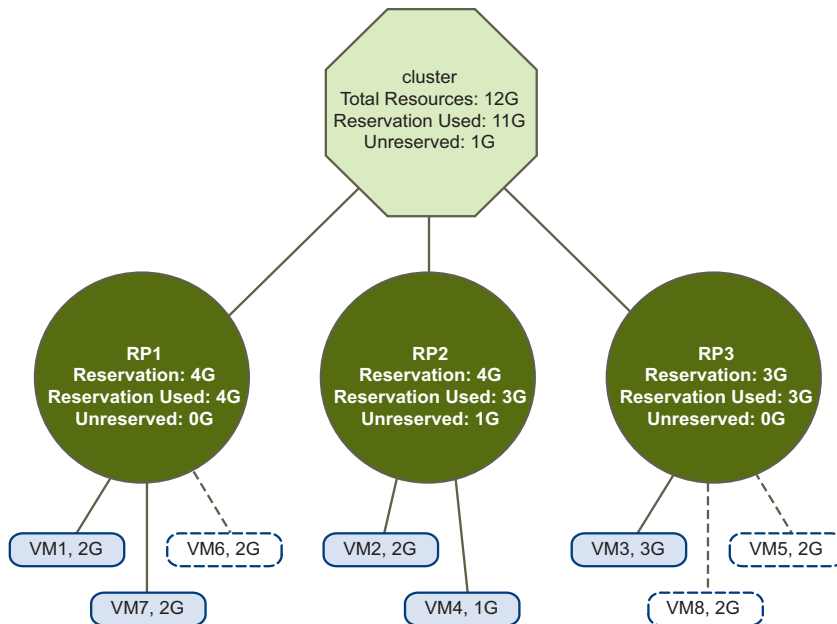 cluster
Total Resources: 12G
Reservation Used: 11G
Unreserved: 1G
RP1
Reservation: 4G
Reservation Used: 4G
Unreserved: 0G
RP2
Reservation: 4G
Reservation Used: 3G
Unreserved: 1G
RP3
Reservation: 3G
Reservation Used: 3G
Unreserved: 0G
VM1, 2G
VM6, 2G
VM2, 2G
VM3, 3G
VM5, 2G
VM7, 2G
VM4, 1G
VM8, 2G